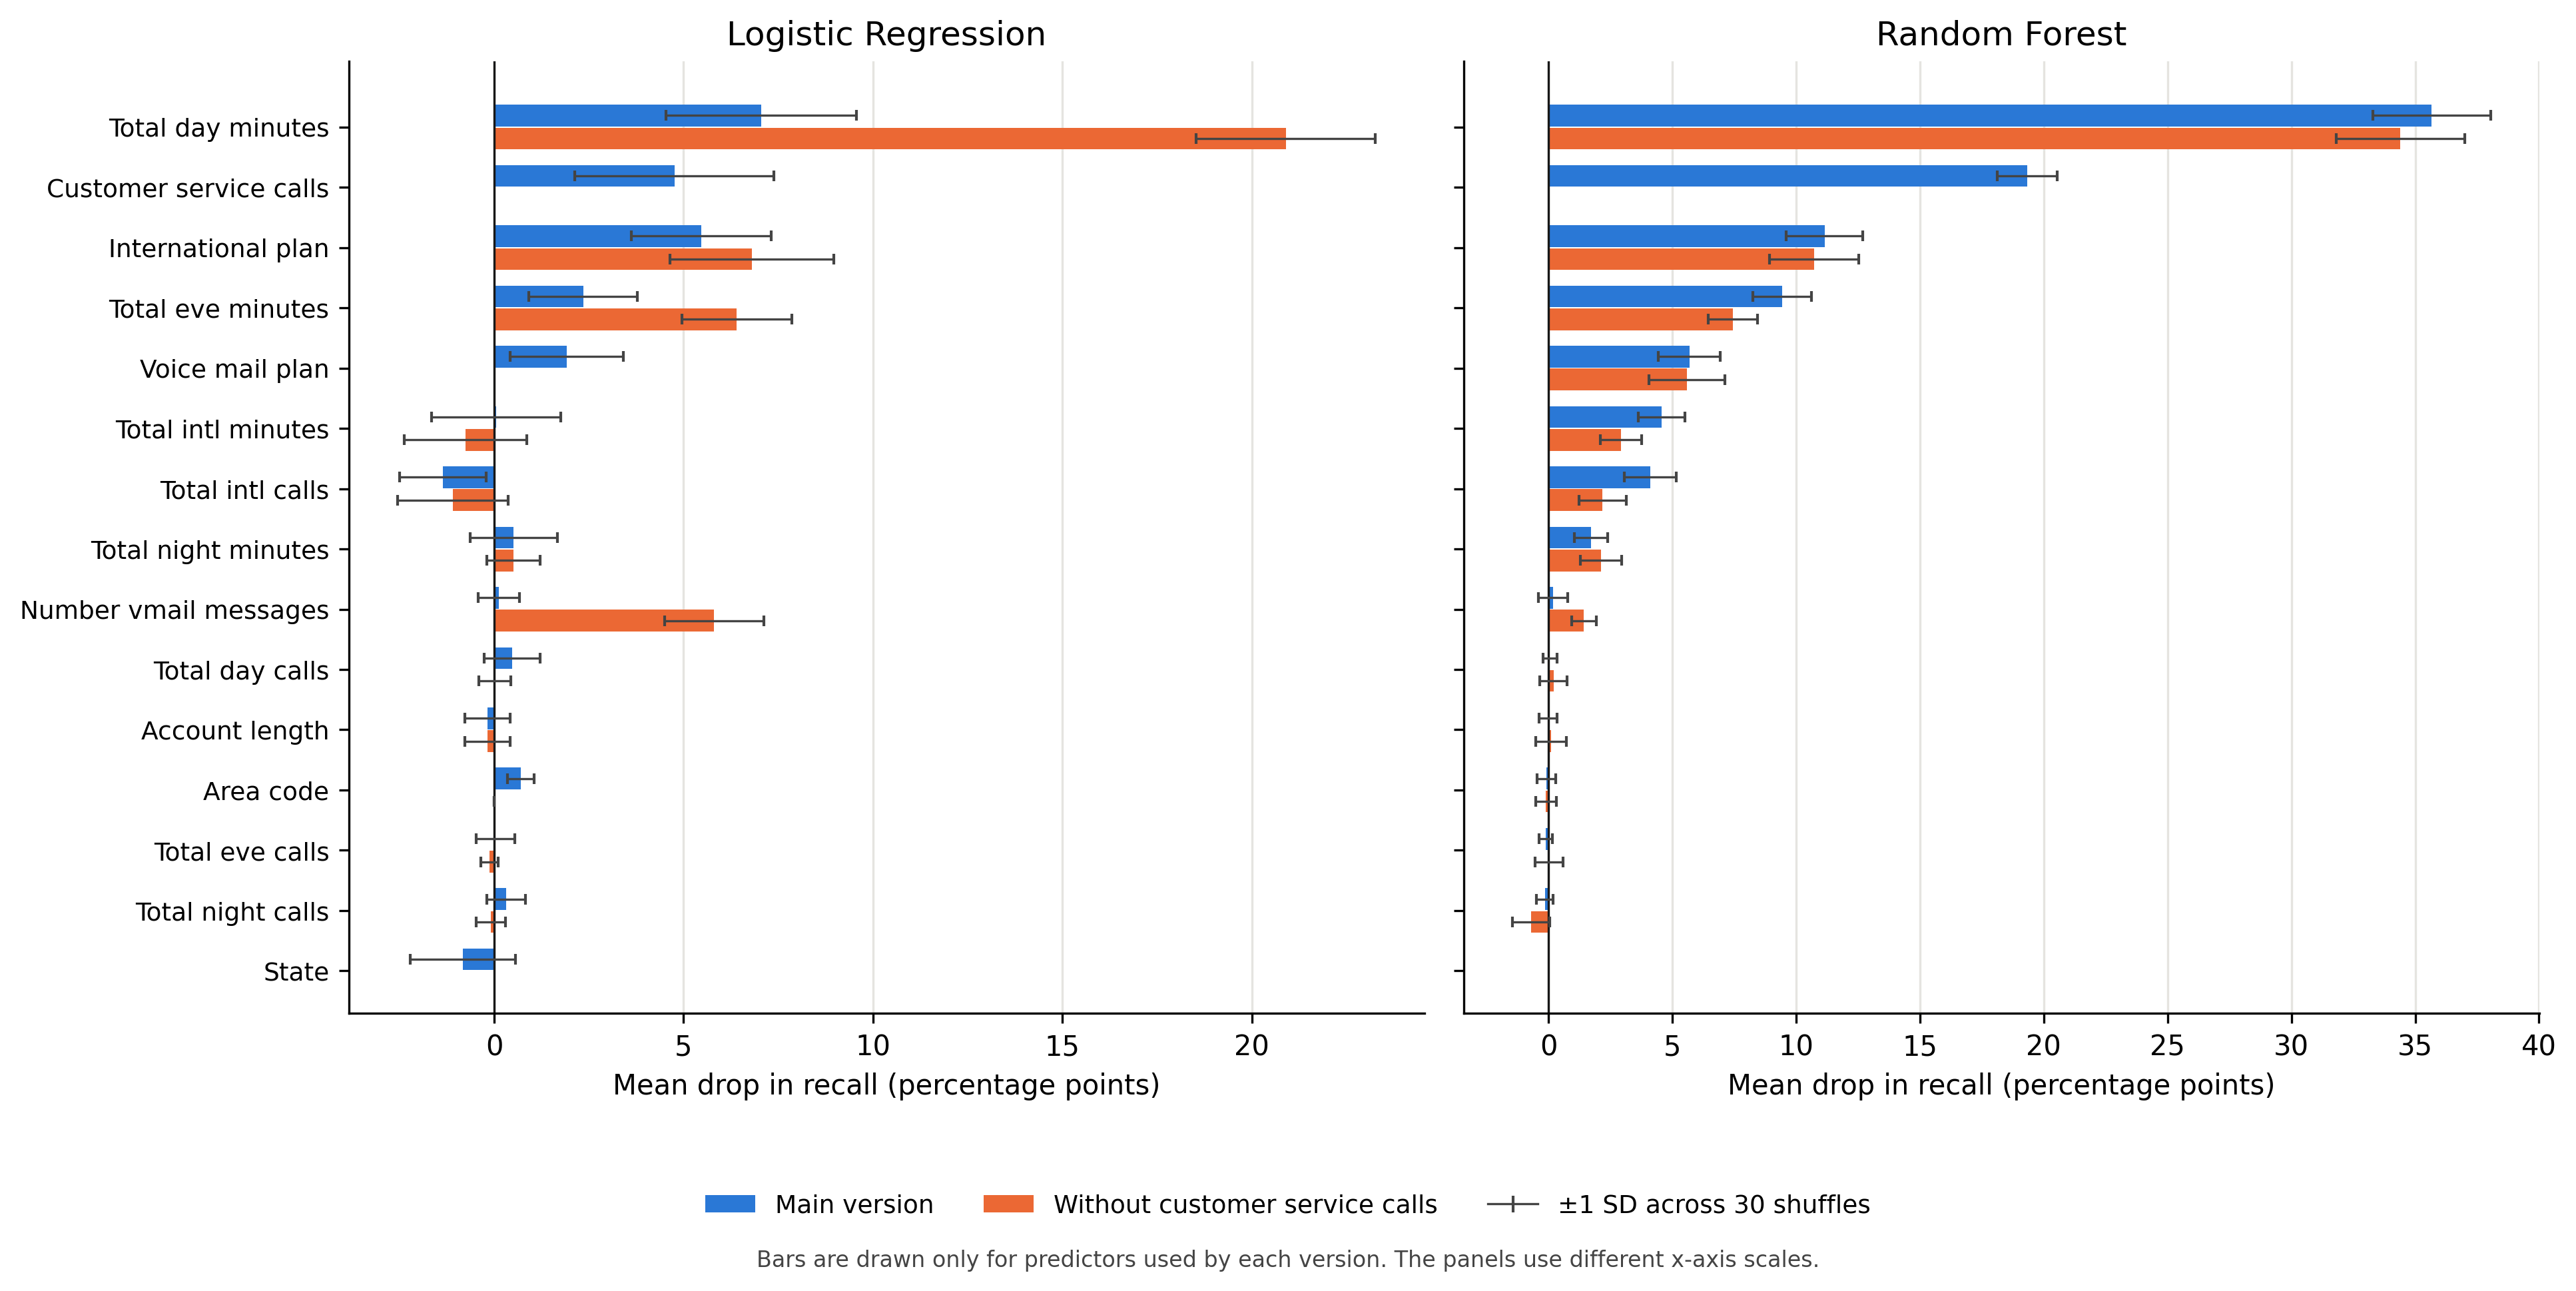 Logistic Regression
Random Forest
Total day minutes
Customer service calls
International plan
Total eve minutes
Voice mail plan
Total intl minutes
Total intl calls
Total night minutes
Number vmail messages
Total day calls
Account length
Area code
Total eve calls
Total night calls
State
0 5 10 15 20
0 5 10 15 20 25 30 35 40
Mean drop in recall (percentage points)
Mean drop in recall (percentage points)
Main version
Without customer service calls
±1 SD across 30 shuffles
Bars are drawn only for predictors used by each version. The panels use different x-axis scales.